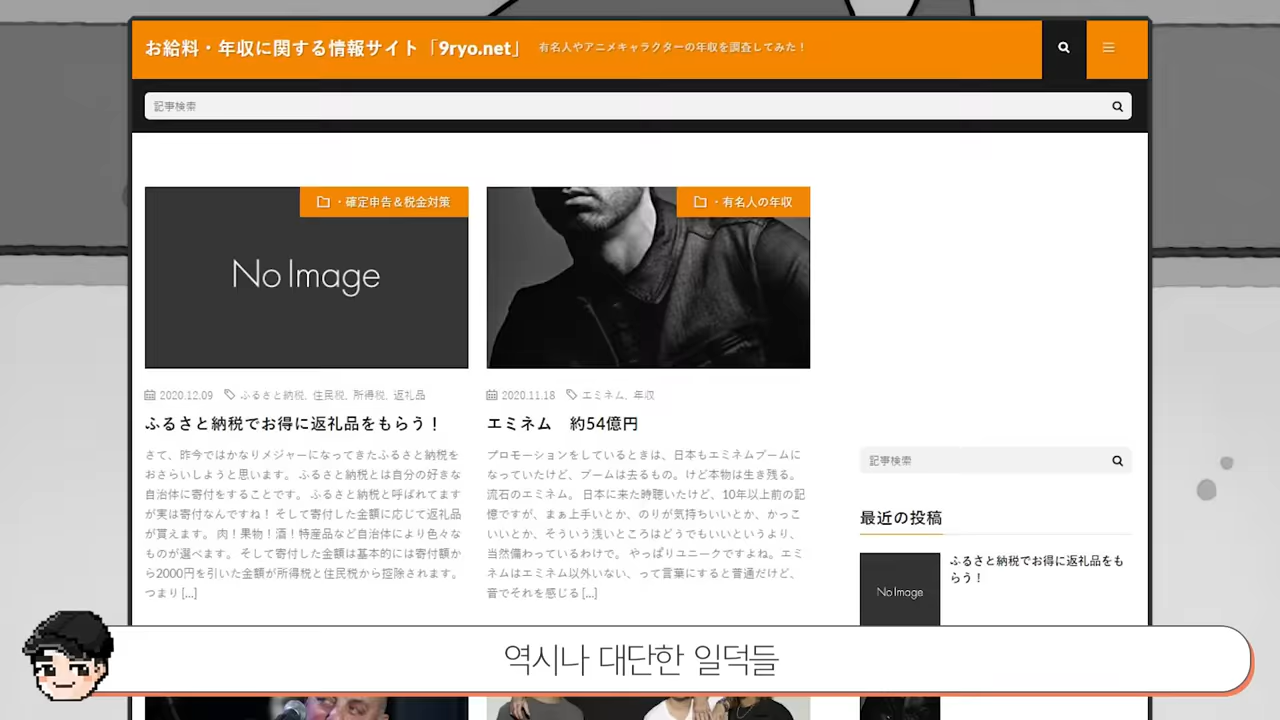 お給料・年収に関する情報サイト「9ryo.net」 有名人やアニメキャラクターの年収を調査してみた！
記事検索
・確定申告＆税金対策
No Image
2020.12.09 ふるさと納税, 住民税, 所得税, 返礼品
ふるさと納税でお得に返礼品をもらう！
さて、昨今ではかなりメジャーになってきたふるさと納税を
おさらいしようと思います。 ふるさと納税とは自分の好きな
自治体に寄付をすることです。 ふるさと納税と呼ばれてます
が実は寄付なんですね！ そして寄付した金額に応じて返礼品
が貰えます。 肉！果物！酒！特産品など自治体により色々な
ものが選べます。 そして寄付した金額は基本的には寄付額か
ら2000円を引いた金額が所得税と住民税から控除されます。
つまり [...]
・有名人の年収
2020.11.18 エミネム, 年収
エミネム　約54億円
プロモーションをしているときは、日本もエミネムブームに
なっていたけど、ブームは去るもの。けど本物は生き残る。
流石のエミネム。 日本に来た時聴いたけど、10年以上前の記
憶ですが、まぁ上手いとか、のりが気持ちいいとか、かっこ
いいとか、そういう浅いところはどうでもいいというより、
当然備わっているわけで。 やっぱりユニークですよね。エミ
ネムはエミネム以外いない、って言葉にすると普通だけど、
音でそれを感じる [...]
記事検索
最近の投稿
No Image
ふるさと納税でお得に返礼品をも
らう！
역시나 대단한 일덕들